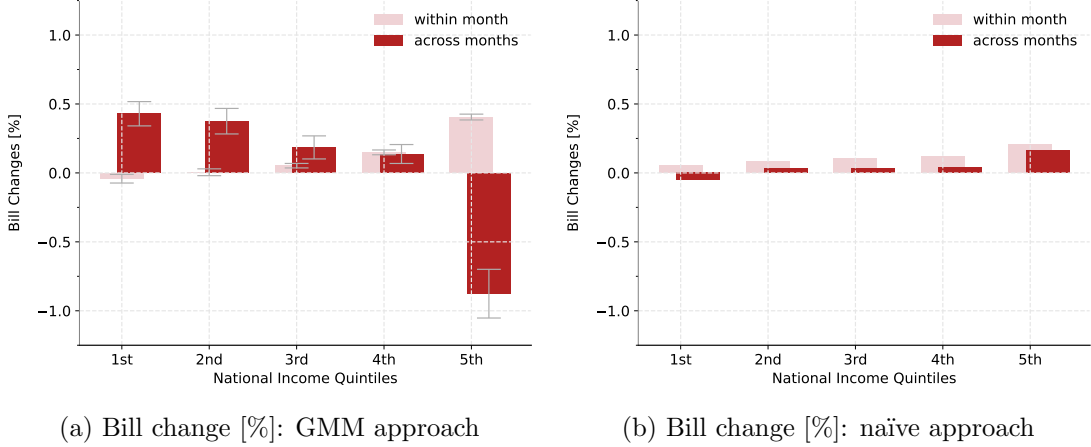 within month
across months
1.0
0.5
0.0
−0.5
−1.0
Bill Changes [%]
1st
2nd
3rd
4th
5th
National Income Quintiles
(a) Bill change [%]: GMM approach
within month
across months
1.0
0.5
0.0
−0.5
−1.0
Bill Changes [%]
1st
2nd
3rd
4th
5th
National Income Quintiles
(b) Bill change [%]: naïve approach